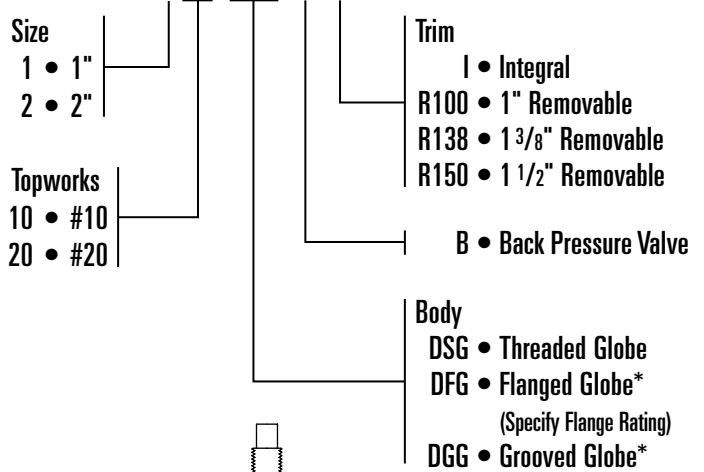 Size
1 • 1"
2 • 2"
Topworks
10 • #10
20 • #20
Trim
I • Integral
R100 • 1" Removable
R138 • 1 3/8" Removable
R150 • 1 1/2" Removable
B • Back Pressure Valve
Body
DSG • Threaded Globe
DFG • Flanged Globe*
(Specify Flange Rating)
DGG • Grooved Globe*